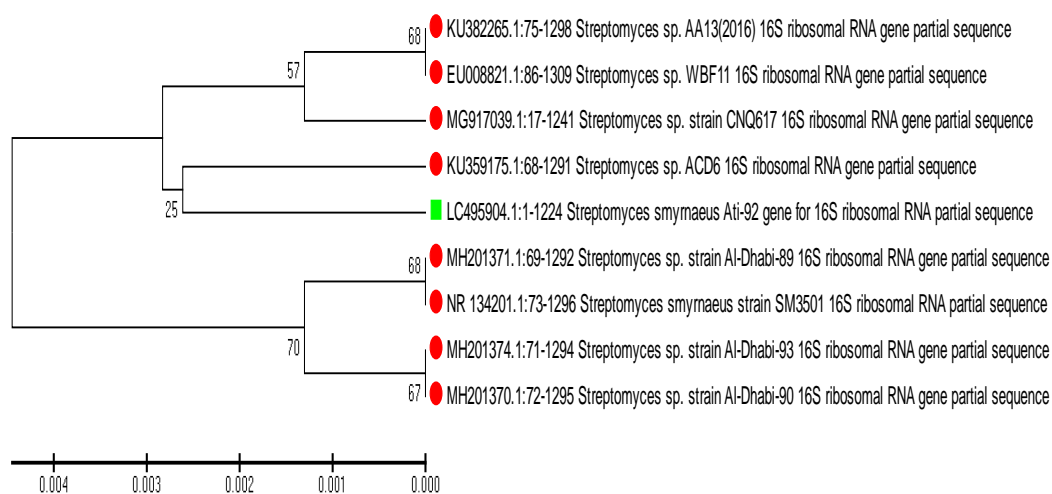 68
KU382265.1:75-1298 Streptomyces sp. AA13(2016) 16S ribosomal RNA gene partial sequence
57
EU008821.1:86-1309 Streptomyces sp. WBF11 16S ribosomal RNA gene partial sequence
MG917039.1:17-1241 Streptomyces sp. strain CNQ617 16S ribosomal RNA gene partial sequence
KU359175.1:68-1291 Streptomyces sp. ACD6 16S ribosomal RNA gene partial sequence
25
LC495904.1:1-1224 Streptomyces smyrnaeus Ati-92 gene for 16S ribosomal RNA partial sequence
68
MH201371.1:69-1292 Streptomyces sp. strain Al-Dhabi-89 16S ribosomal RNA gene partial sequence
NR 134201.1:73-1296 Streptomyces smyrnaeus strain SM3501 16S ribosomal RNA partial sequence
70
MH201374.1:71-1294 Streptomyces sp. strain Al-Dhabi-93 16S ribosomal RNA gene partial sequence
67
MH201370.1:72-1295 Streptomyces sp. strain Al-Dhabi-90 16S ribosomal RNA gene partial sequence
0.004 0.003 0.002 0.001 0.000